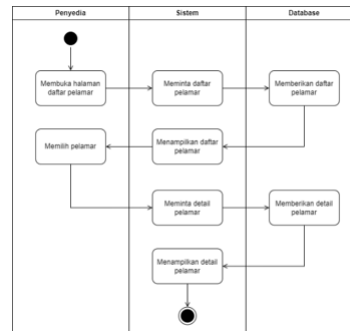 Penyedia
Sistem
Database
Membuka halaman
daftar pelamar
Meminta daftar
pelamar
Memberikan daftar
pelamar
Memilih pelamar
Menampilkan daftar
pelamar
Meminta detail
pelamar
Memberikan detail
pelamar
Menampilkan detail
pelamar